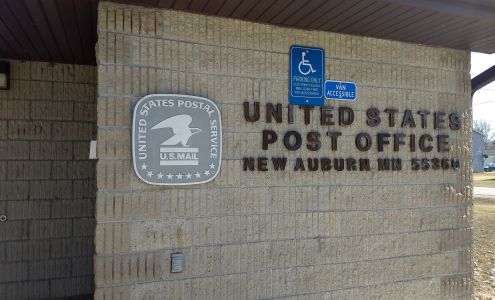 UNITED STATES POSTAL SERVICE
U.S. MAIL
PARKING ONLY
VAN
ACCESSIBLE
UNITED STATES
POST OFFICE
NEW AUBURN MN 55366